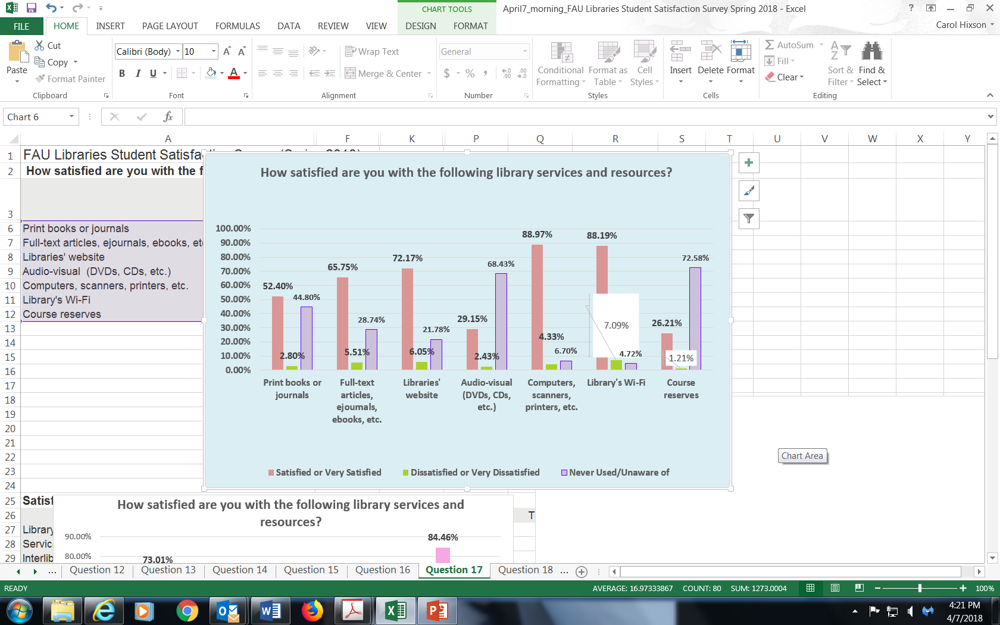 CHART TOOLS
April7_morning_FAU Libraries Student Satisfaction Survey Spring 2018 - Excel
?
FILE HOME INSERT PAGE LAYOUT FORMULAS DATA REVIEW VIEW DESIGN FORMAT
Carol Hixson
Paste
Cut
Copy
Format Painter
Clipboard
Calibri (Body) 10
B I U
Font
Wrap Text
Merge & Center
Alignment
General
$ % ,
Number
Conditional Formatting
Format as Table
Cell Styles
Styles
Insert Delete Format
Cells
AutoSum
Fill
Clear
Sort & Filter
Find & Select
Editing
Chart 6
fx
A F K P Q R S T U V W X Y
1 FAU Libraries Student Satisfa
2 How satisfied are you with the f
3
6 Print books or journals
7 Full-text articles, ejournals, ebooks, et
8 Libraries' website
9 Audio-visual (DVDs, CDs, etc.)
10 Computers, scanners, printers, etc.
11 Library's Wi-Fi
12 Course reserves
13
14
15
16
17
18
19
20
21
22
23
24
25 Satisf
26 T
27 Library
28 Servic
29 Interlib
How satisfied are you with the following library services and resources?
100.00%
90.00%
80.00%
70.00%
60.00%
50.00%
40.00%
30.00%
20.00%
10.00%
0.00%
52.40% 2.80% 44.80%
65.75% 5.51% 28.74%
72.17% 6.05% 21.78%
29.15% 2.43% 68.43%
88.97% 4.33% 6.70%
88.19% 7.09% 4.72%
26.21% 1.21% 72.58%
Print books or journals
Full-text articles, ejournals, ebooks, etc.
Libraries' website
Audio-visual (DVDs, CDs, etc.)
Computers, scanners, printers, etc.
Library's Wi-Fi
Course reserves
Satisfied or Very Satisfied Dissatisfied or Very Dissatisfied Never Used/Unaware of
Chart Area
How satisfied are you with the following library services and
resources?
90.00%
80.00%
73.01%
84.46%
... Question 12 Question 13 Question 14 Question 15 Question 16 Question 17 Question 18 ...
READY
AVERAGE: 16.97333867 COUNT: 80 SUM: 1273.0004
100%
4:21 PM
4/7/2018